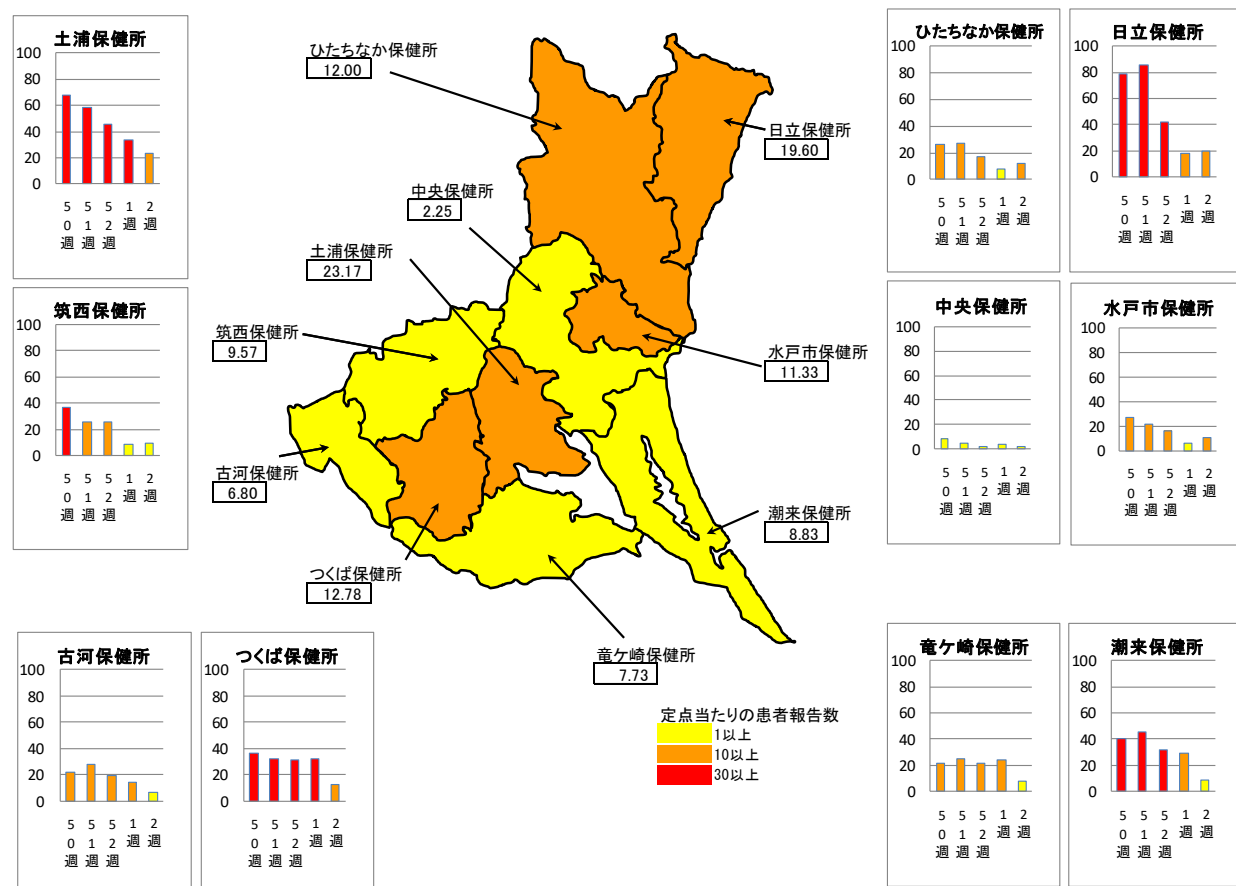 土浦保健所
100
80
60
40
20
0
50週
51週
52週
1週
2週
筑西保健所
100
80
60
40
20
0
50週
51週
52週
1週
2週
ひたちなか保健所
12.00
中央保健所
2.25
土浦保健所
23.17
筑西保健所
9.57
古河保健所
6.80
つくば保健所
12.78
日立保健所
19.60
水戸市保健所
11.33
潮来保健所
8.83
竜ケ崎保健所
7.73
定点当たりの患者報告数
1以上
10以上
30以上
ひたちなか保健所
100
80
60
40
20
0
50週
51週
52週
1週
2週
日立保健所
100
80
60
40
20
0
50週
51週
52週
1週
2週
中央保健所
100
80
60
40
20
0
50週
51週
52週
1週
2週
水戸市保健所
100
80
60
40
20
0
50週
51週
52週
1週
2週
古河保健所
100
80
60
40
20
0
50週
51週
52週
1週
2週
つくば保健所
100
80
60
40
20
0
50週
51週
52週
1週
2週
竜ケ崎保健所
100
80
60
40
20
0
50週
51週
52週
1週
2週
潮来保健所
100
80
60
40
20
0
50週
51週
52週
1週
2週